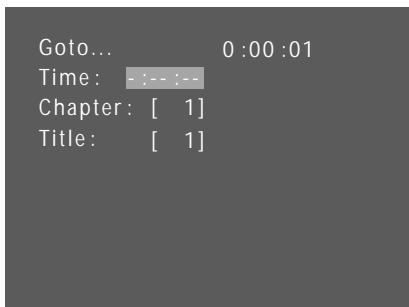 Goto... 0:00:01
Time: -:--:--
Chapter: [ 1]
Title: [ 1]